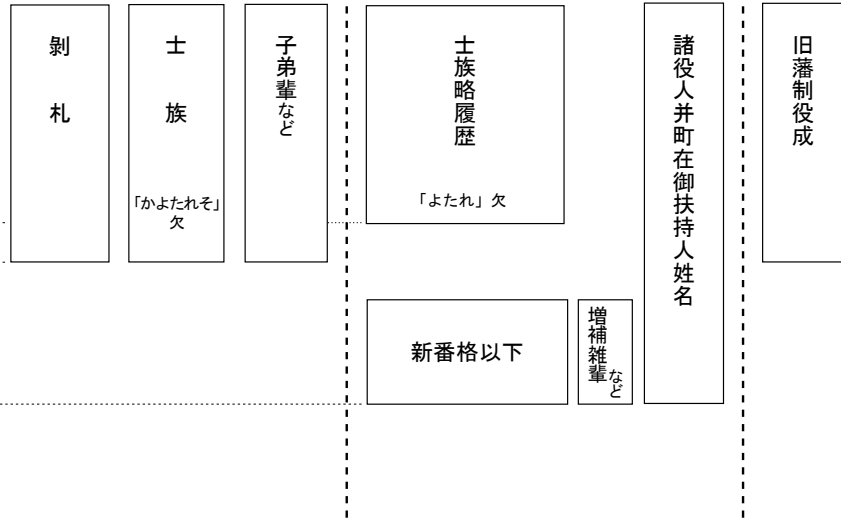 旧藩制役成
諸役人并町在御扶持人姓名
士族略履歴
「よたれ」欠
増補雑輩など
新番格以下
子弟輩など
士族
「かよたれそ」
欠
剝札